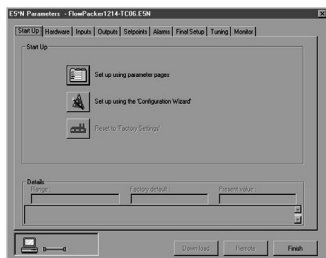 E5*N Parameters - FlowPacker1214-TC06.E5N
Start Up Hardware Inputs Outputs Setpoints Alarms Final Setup Tuning Monitor
Start Up
Set up using parameter pages
Set up using the 'Configuration Wizard'
Reset to 'Factory Settings'
Details
Range : Factory default : Present value :
Down load Remote Finish